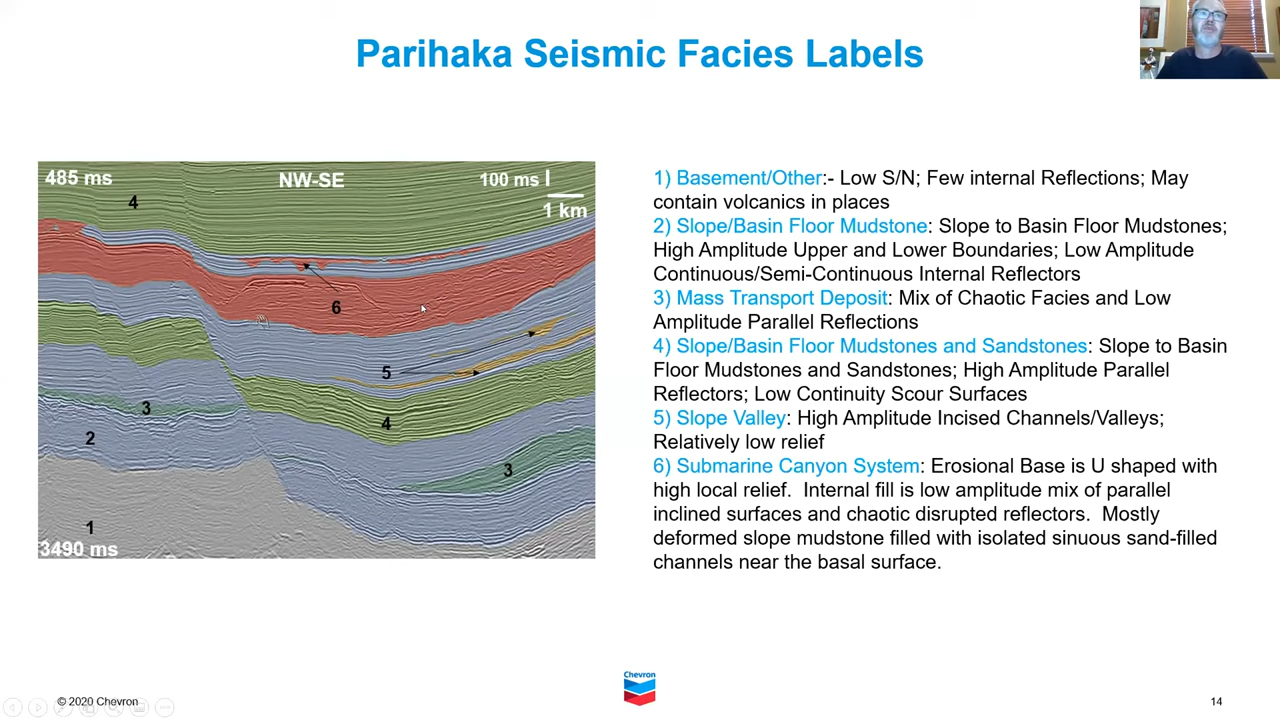 Parihaka Seismic Facies Labels
485 ms
NW-SE
100 ms
1 km
4
6
5
3
4
2
3
1
3490 ms
1) Basement/Other:- Low S/N; Few internal Reflections; May
contain volcanics in places
2) Slope/Basin Floor Mudstone: Slope to Basin Floor Mudstones;
High Amplitude Upper and Lower Boundaries; Low Amplitude
Continuous/Semi-Continuous Internal Reflectors
3) Mass Transport Deposit: Mix of Chaotic Facies and Low
Amplitude Parallel Reflections
4) Slope/Basin Floor Mudstones and Sandstones: Slope to Basin
Floor Mudstones and Sandstones; High Amplitude Parallel
Reflectors; Low Continuity Scour Surfaces
5) Slope Valley: High Amplitude Incised Channels/Valleys;
Relatively low relief
6) Submarine Canyon System: Erosional Base is U shaped with
high local relief. Internal fill is low amplitude mix of parallel
inclined surfaces and chaotic disrupted reflectors. Mostly
deformed slope mudstone filled with isolated sinuous sand-filled
channels near the basal surface.
© 2020 Chevron
Chevron
14